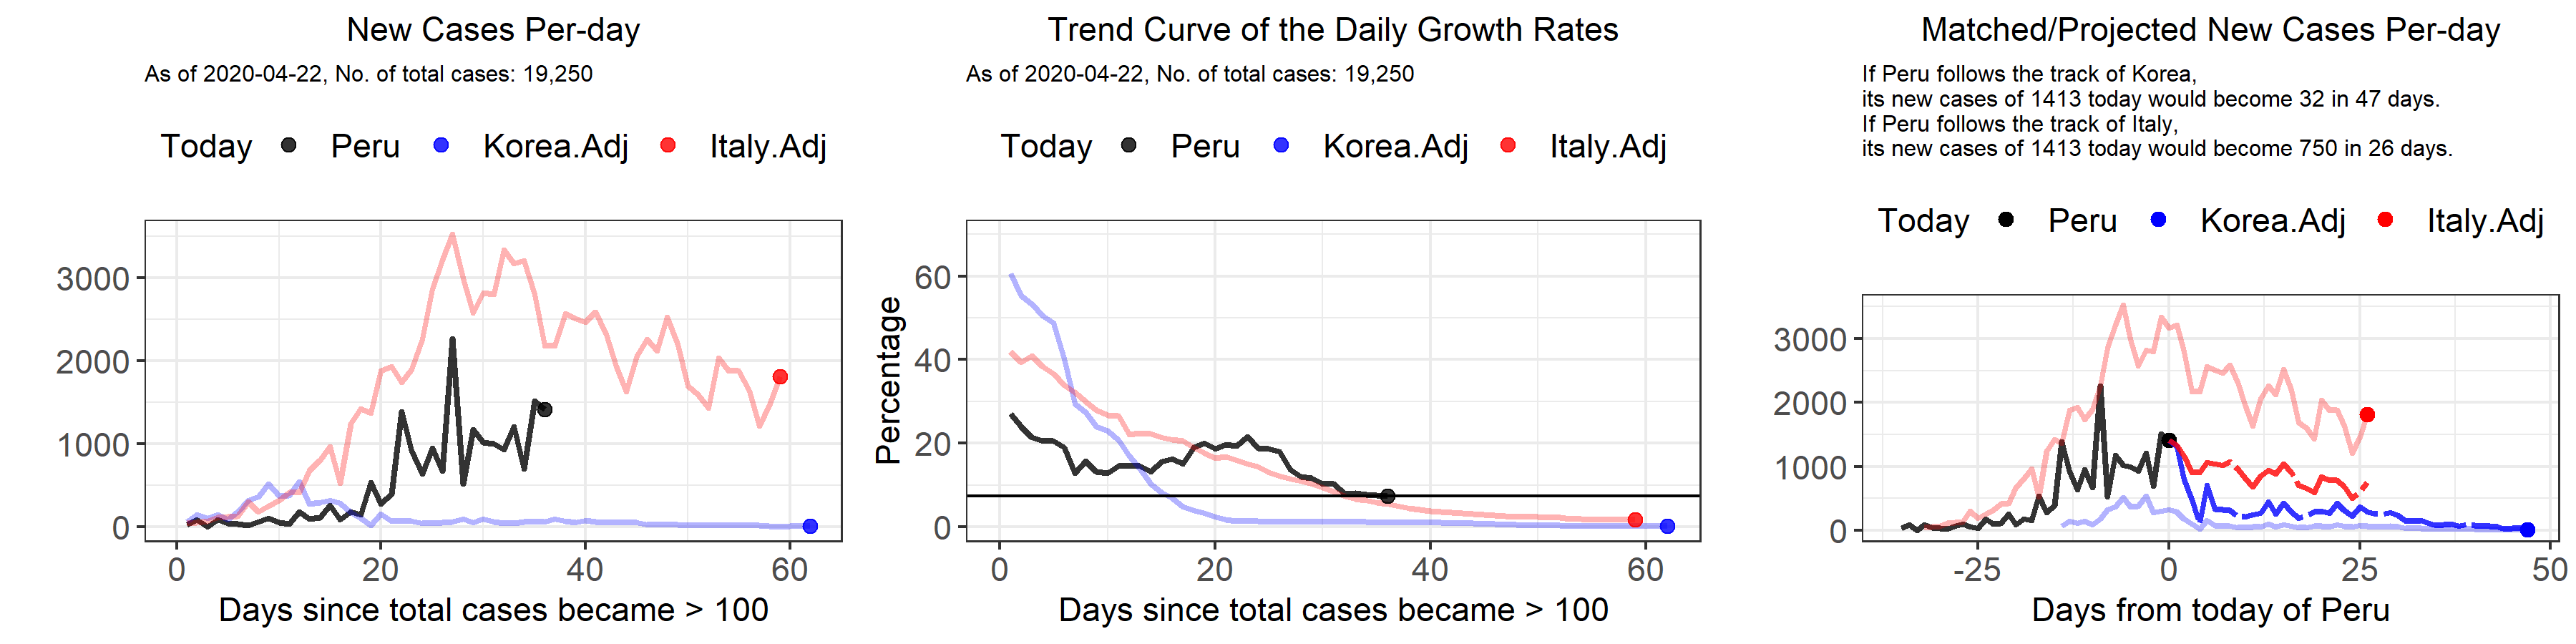 New Cases Per-day
As of 2020-04-22, No. of total cases: 19,250
Today Peru Korea.Adj Italy.Adj
3000
2000
1000
0
0 20 40 60
Days since total cases became > 100
Trend Curve of the Daily Growth Rates
As of 2020-04-22, No. of total cases: 19,250
Today Peru Korea.Adj Italy.Adj
Percentage
60
40
20
0
0 20 40 60
Days since total cases became > 100
Matched/Projected New Cases Per-day
If Peru follows the track of Korea,
its new cases of 1413 today would become 32 in 47 days.
If Peru follows the track of Italy,
its new cases of 1413 today would become 750 in 26 days.
Today Peru Korea.Adj Italy.Adj
3000
2000
1000
0
-25 0 25 50
Days from today of Peru